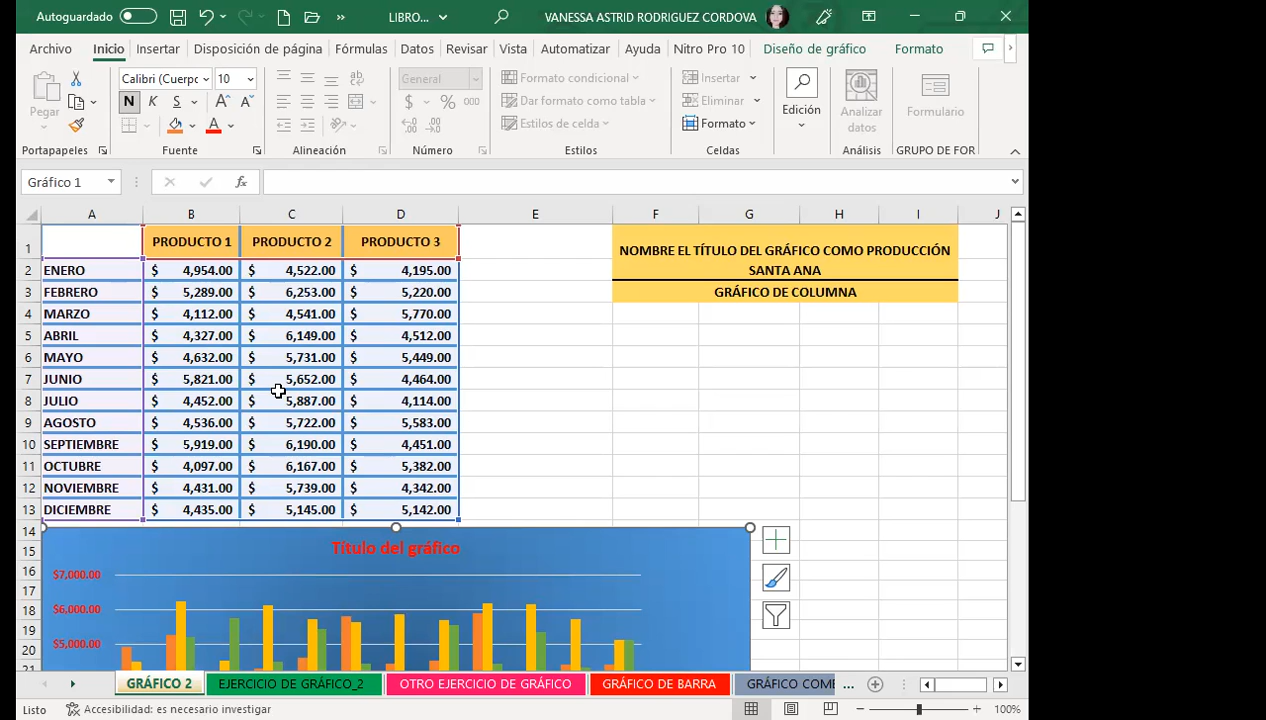 Autoguardado LIBRO... VANESSA ASTRID RODRIGUEZ CORDOVA
Archivo Inicio Insertar Disposición de página Fórmulas Datos Revisar Vista Automatizar Ayuda Nitro Pro 10 Diseño de gráfico Formato
Pegar
Portapapeles
Calibri (Cuerpo 10
N K S
Fuente
Alineación
General
$ % 000
Número
Formato condicional
Dar formato como tabla
Estilos de celda
Estilos
Insertar
Eliminar
Formato
Celdas
Edición
Analizar
datos
Análisis
Formulario
GRUPO DE FOR
Gráfico 1 fx
A B C D E F G H I J
1 PRODUCTO 1 PRODUCTO 2 PRODUCTO 3
NOMBRE EL TÍTULO DEL GRÁFICO COMO PRODUCCIÓN
SANTA ANA
2 ENERO $ 4,954.00 $ 4,522.00 $ 4,195.00
3 FEBRERO $ 5,289.00 $ 6,253.00 $ 5,220.00 GRÁFICO DE COLUMNA
4 MARZO $ 4,112.00 $ 4,541.00 $ 5,770.00
5 ABRIL $ 4,327.00 $ 6,149.00 $ 4,512.00
6 MAYO $ 4,632.00 $ 5,731.00 $ 5,449.00
7 JUNIO $ 5,821.00 $ 5,652.00 $ 4,464.00
8 JULIO $ 4,452.00 $ 5,887.00 $ 4,114.00
9 AGOSTO $ 4,536.00 $ 5,722.00 $ 5,583.00
10 SEPTIEMBRE $ 5,919.00 $ 6,190.00 $ 4,451.00
11 OCTUBRE $ 4,097.00 $ 6,167.00 $ 5,382.00
12 NOVIEMBRE $ 4,431.00 $ 5,739.00 $ 4,342.00
13 DICIEMBRE $ 4,435.00 $ 5,145.00 $ 5,142.00
14
15 Título del gráfico
16 $7,000.00
17
18 $6,000.00
19
20 $5,000.00
21
GRÁFICO 2 EJERCICIO DE GRÁFICO_2 OTRO EJERCICIO DE GRÁFICO GRÁFICO DE BARRA GRÁFICO COMB ...
Listo Accesibilidad: es necesario investigar 100%